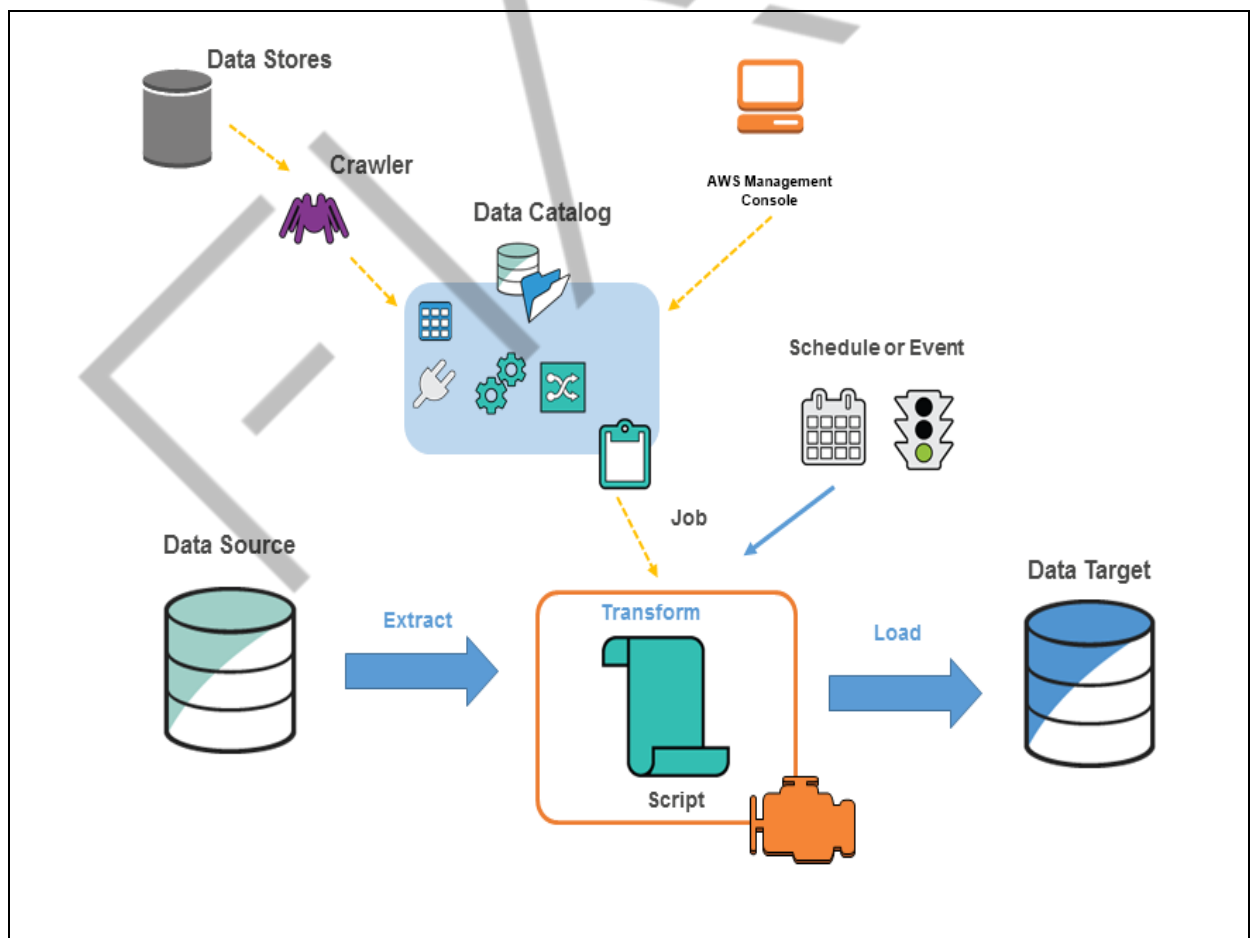 Data Stores
Crawler
AWS Management
Console
Data Catalog
Schedule or Event
Job
Data Source
Extract
Transform
Script
Load
Data Target